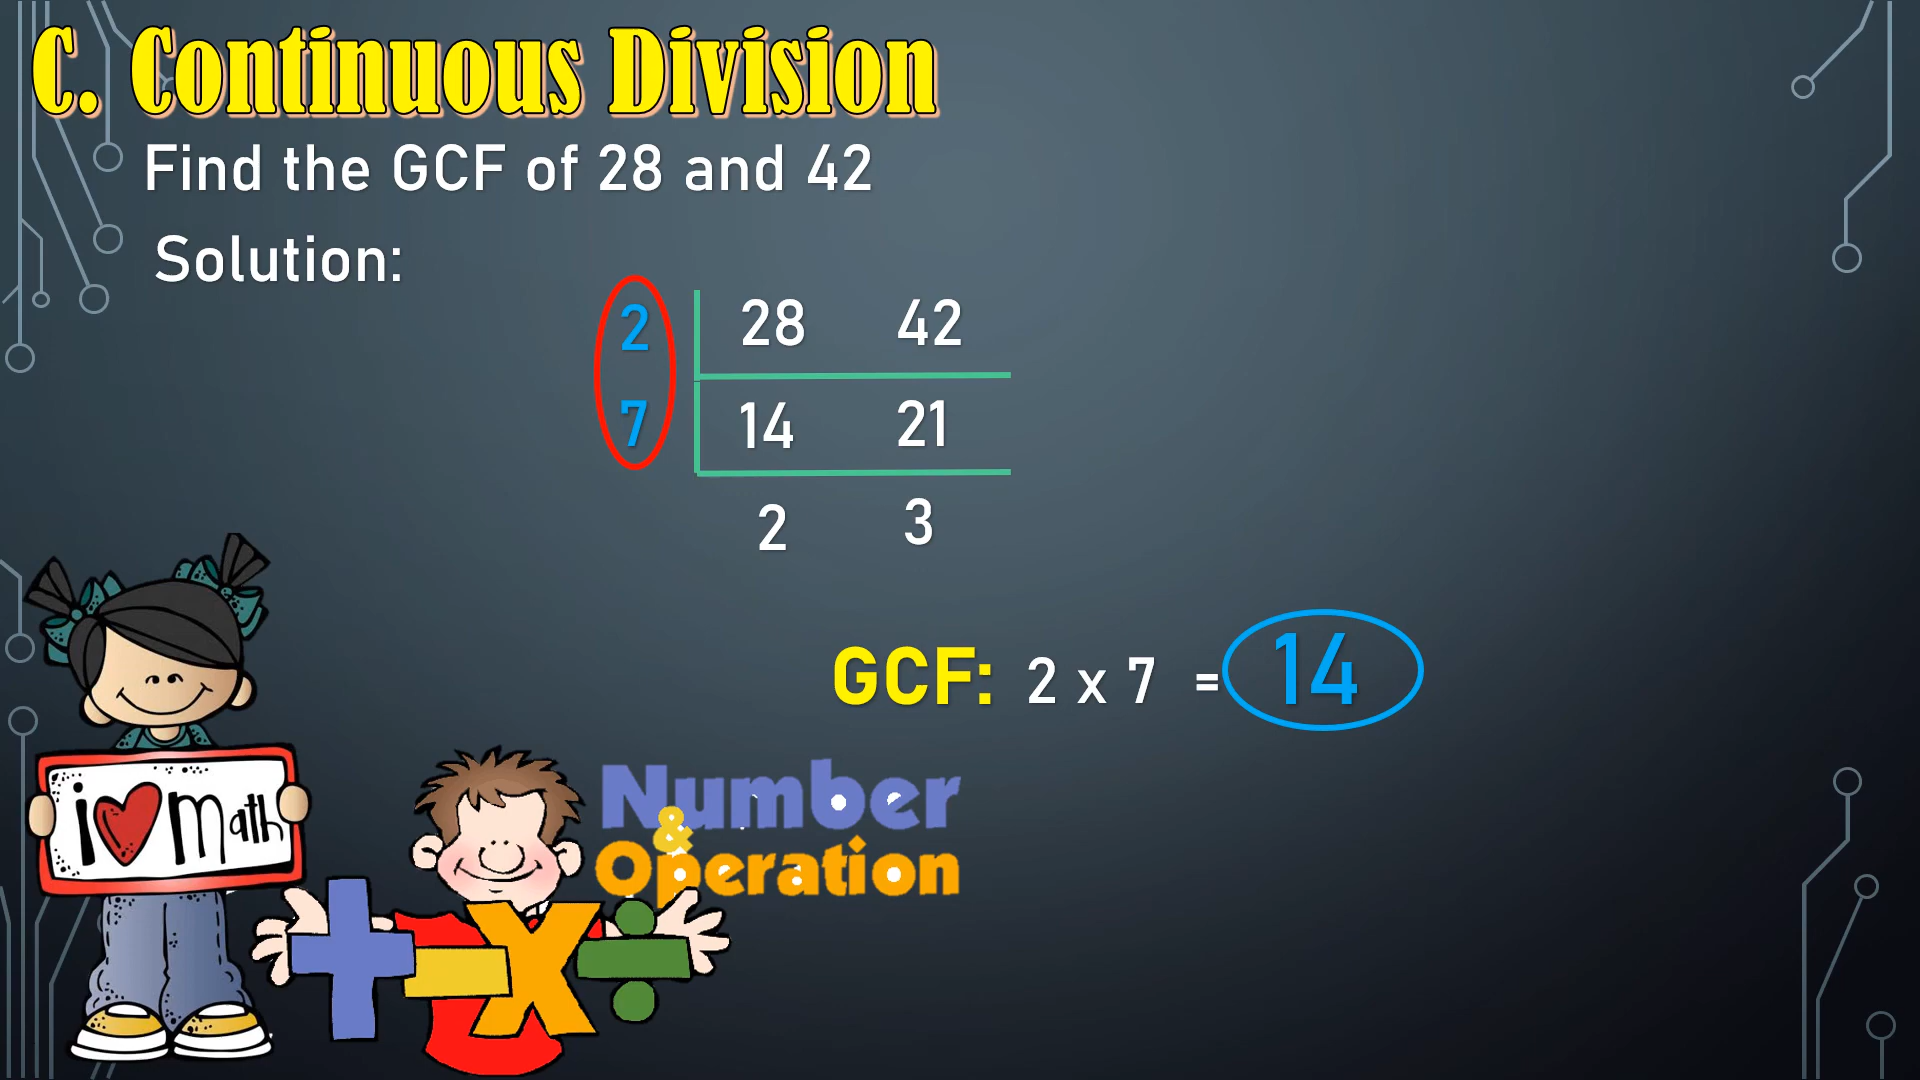 C. Continuous Division
Find the GCF of 28 and 42
Solution:
2 28 42
7 14 21
2 3
GCF: 2 x 7 = 14
i ♥ math
Number
&
Operation
+ - x ÷